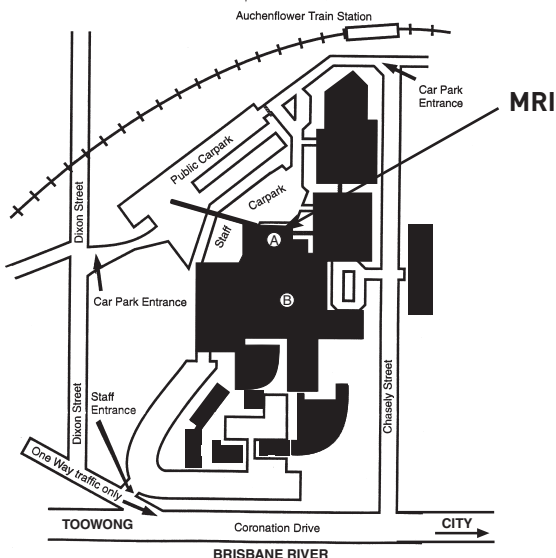 Auchenflower Train Station
Car Park
Entrance
MRI
Public Carpark
Carpark
Staff
Dixon Street
A
Car Park Entrance
B
Chasely Street
Dixon Street
Staff
Entrance
One Way traffic only
TOOWONG
Coronation Drive
CITY
BRISBANE RIVER